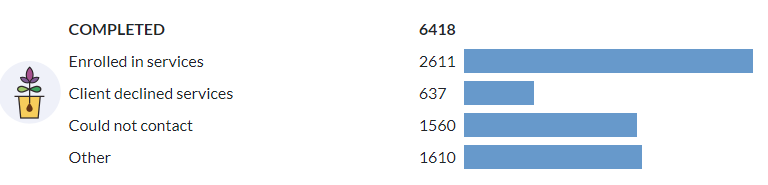 COMPLETED 6418
Enrolled in services 2611
Client declined services 637
Could not contact 1560
Other 1610